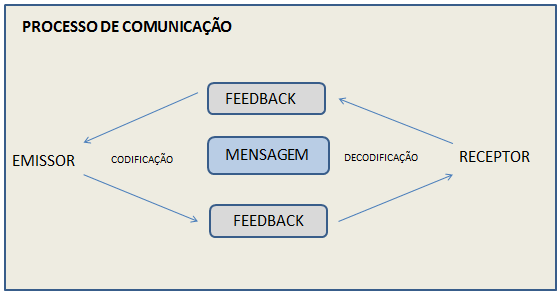 PROCESSO DE COMUNICAÇÃO
FEEDBACK
EMISSOR
CODIFICAÇÃO
MENSAGEM
DECODIFICAÇÃO
RECEPTOR
FEEDBACK